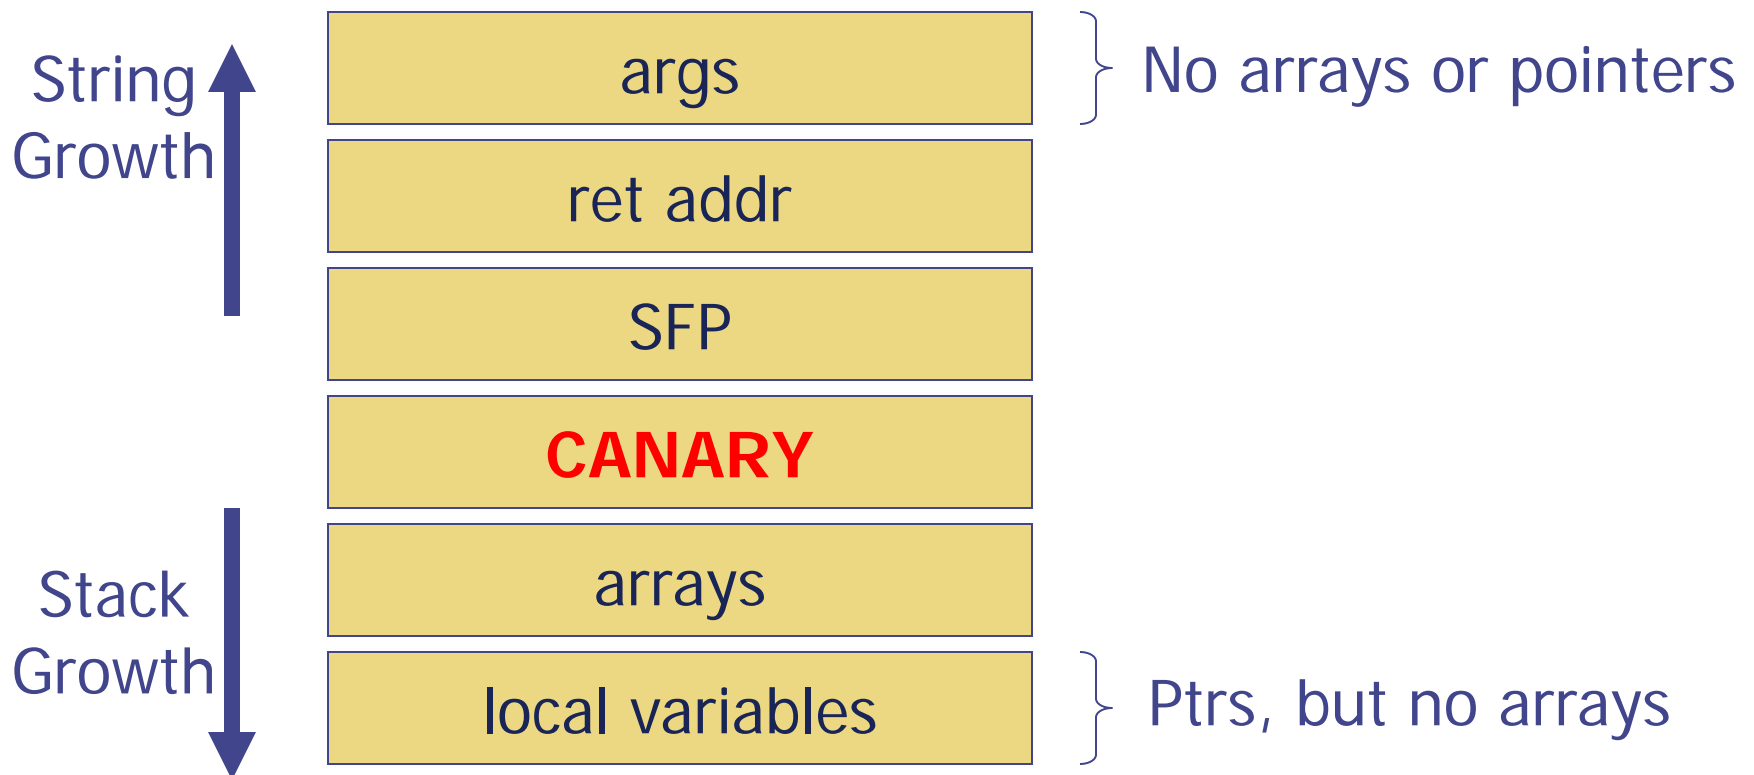 args
No arrays or pointers
String
Growth
ret addr
SFP
CANARY
arrays
Stack
Growth
local variables
Ptrs, but no arrays